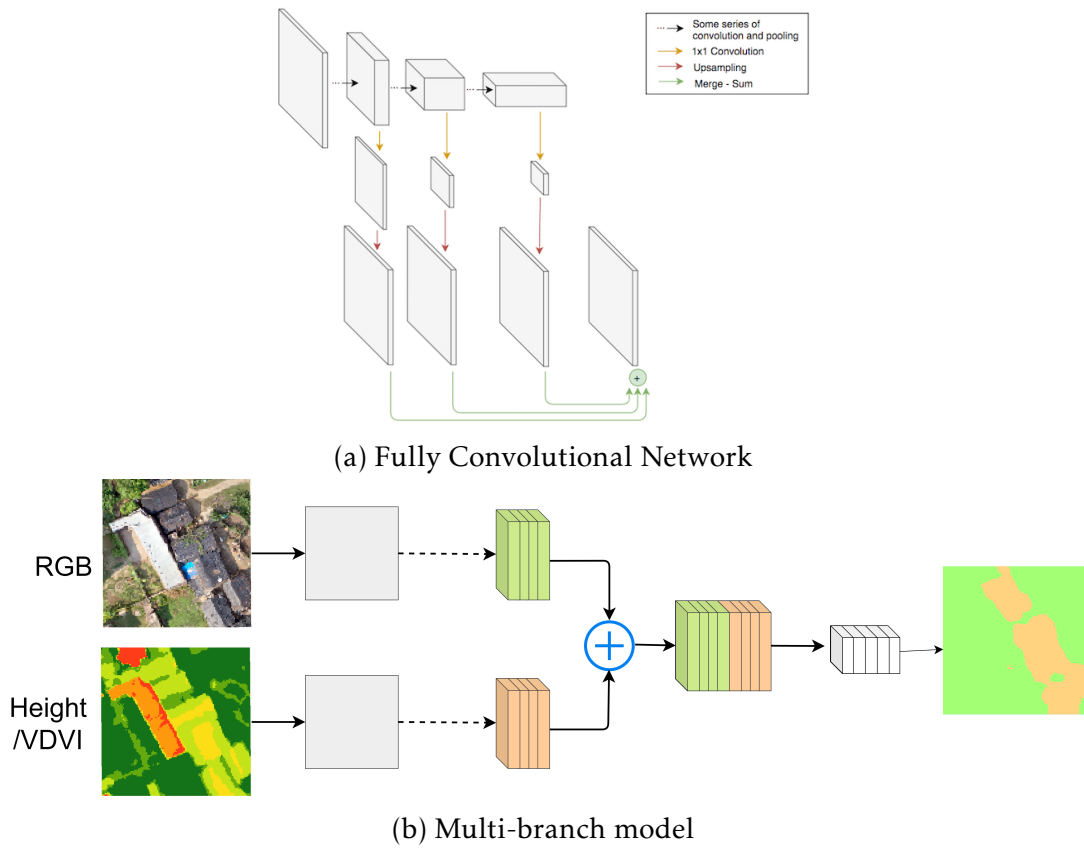 Some series of
convolution and pooling
1x1 Convolution
Upsampling
Merge - Sum
+
(a) Fully Convolutional Network
RGB
Height
/VDVI
(b) Multi-branch model